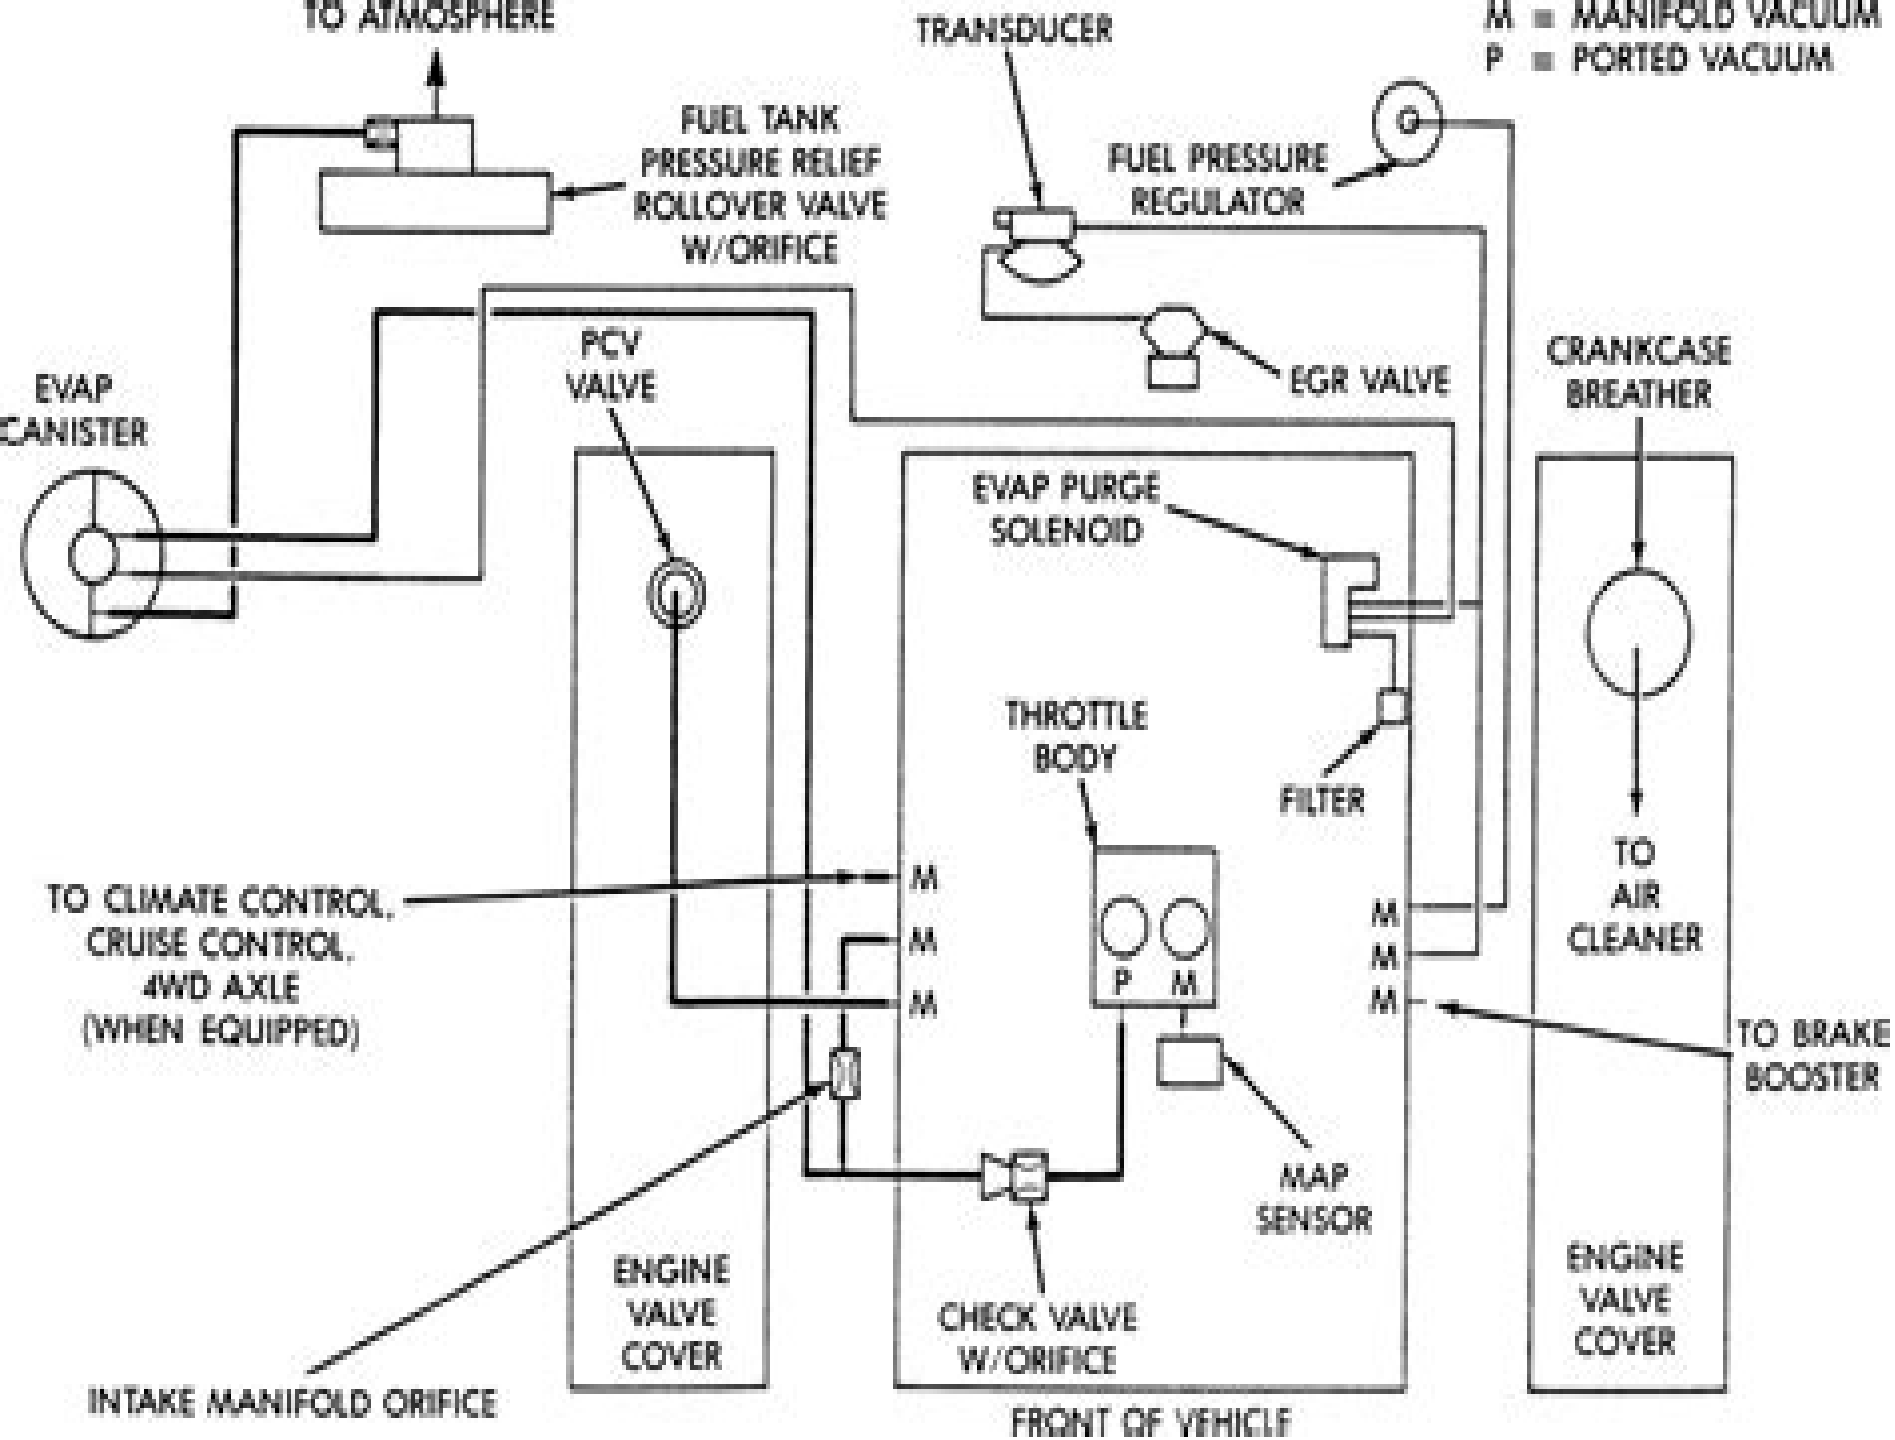 TO ATMOSPHERE
TRANSDUCER
M = MANIFOLD VACUUM
P = PORTED VACUUM
FUEL TANK
PRESSURE RELIEF
ROLLOVER VALVE
W/ORIFICE
FUEL PRESSURE
REGULATOR
PCV
VALVE
EGR VALVE
CRANKCASE
BREATHER
EVAP
CANISTER
EVAP PURGE
SOLENOID
THROTTLE
BODY
FILTER
TO
AIR
CLEANER
TO CLIMATE CONTROL,
CRUISE CONTROL,
4WD AXLE
(WHEN EQUIPPED)
M
M
M
P M
M
M
M
TO BRAKE
BOOSTER
MAP
SENSOR
ENGINE
VALVE
COVER
CHECK VALVE
W/ORIFICE
ENGINE
VALVE
COVER
INTAKE MANIFOLD ORIFICE
FRONT OF VEHICLE